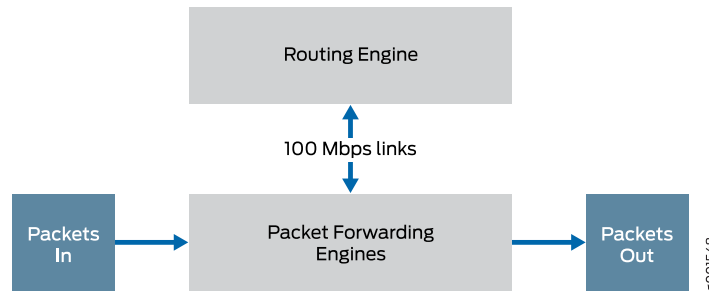 Routing Engine
100 Mbps links
Packets
In
Packet Forwarding
Engines
Packets
Out